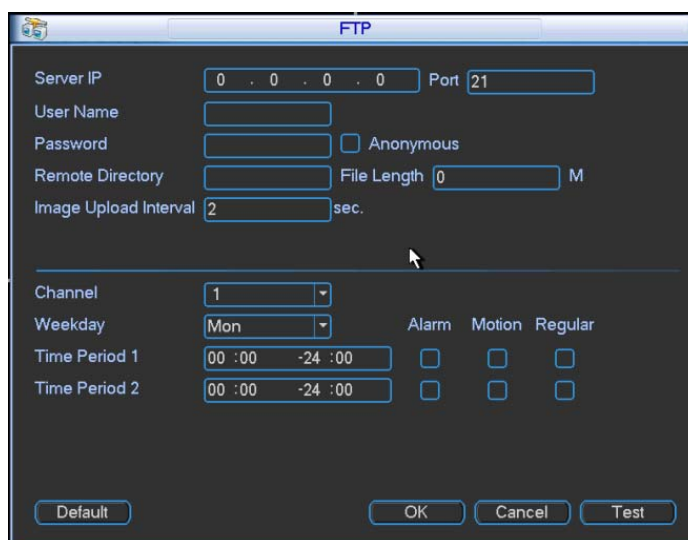 FTP
Server IP 0 . 0 . 0 . 0 Port 21
User Name
Password Anonymous
Remote Directory File Length 0 M
Image Upload Interval 2 sec.
Channel 1
Weekday Mon Alarm Motion Regular
Time Period 1 00 :00 -24 :00
Time Period 2 00 :00 -24 :00
Default OK Cancel Test